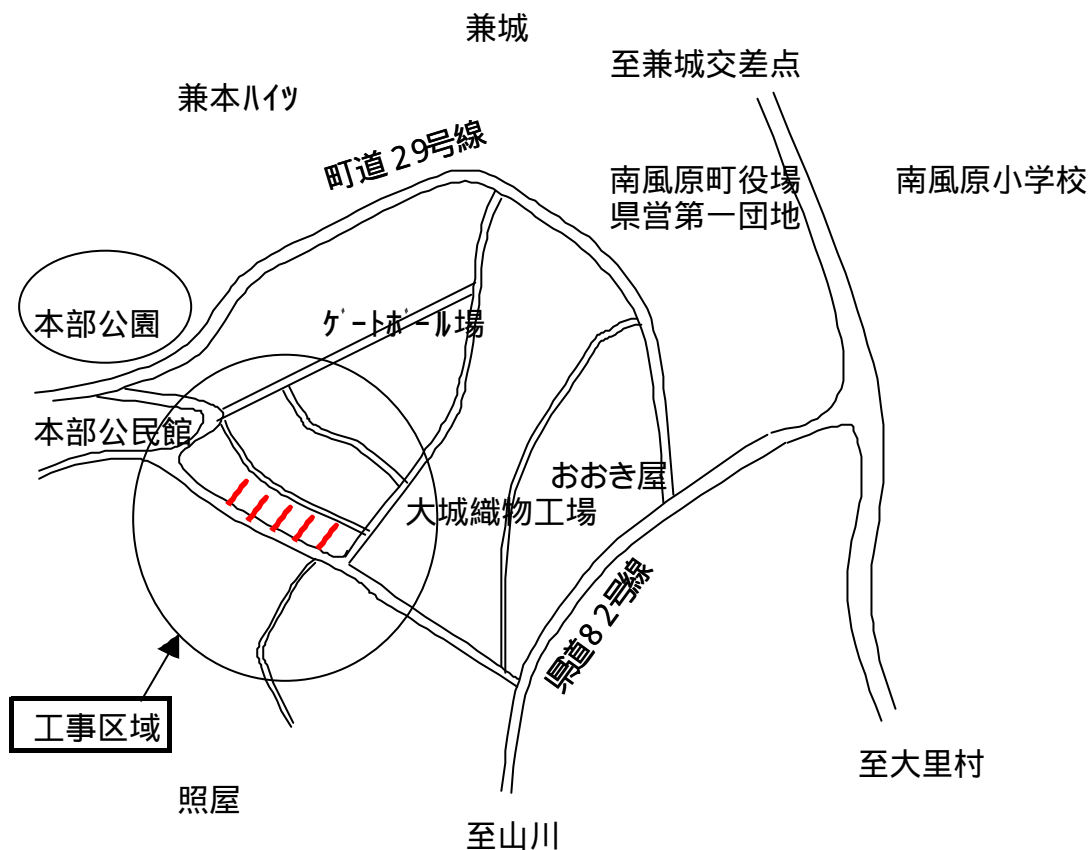 兼城
至兼城交差点
兼本ﾊｲﾂ
町道29号線
南風原町役場
県営第一団地
南風原小学校
本部公園
ｹﾞｰﾄﾎﾞｰﾙ場
本部公民館
おおき屋
大城織物工場
県道82号線
工事区域
至大里村
照屋
至山川